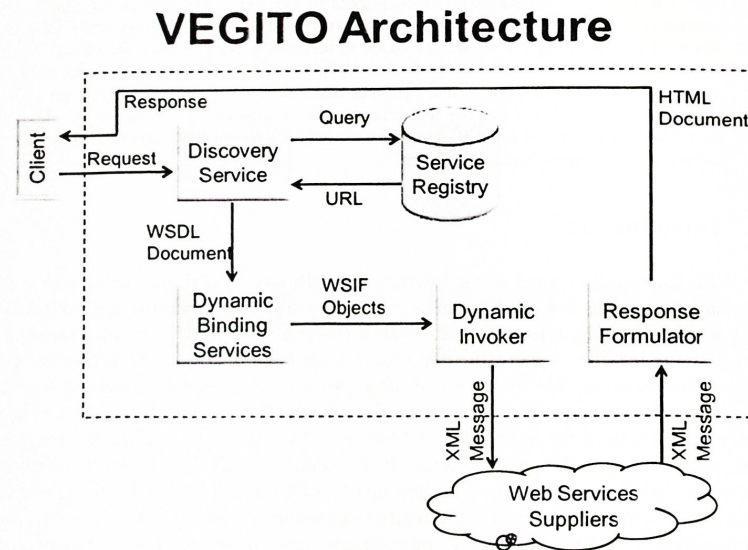 VEGITO Architecture
Response
HTML
Document
Client
Request
Discovery
Service
Query
URL
Service
Registry
WSDL
Document
Dynamic
Binding
Services
WSIF
Objects
Dynamic
Invoker
Response
Formulator
XML
Message
XML
Message
Web Services
Suppliers